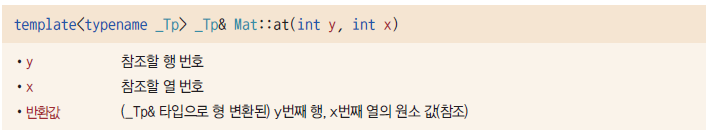 template<typename _Tp> _Tp& Mat::at(int y, int x)
• y 참조할 행 번호
• x 참조할 열 번호
• 반환값 (_Tp& 타입으로 형 변환된) y번째 행, x번째 열의 원소 값(참조)